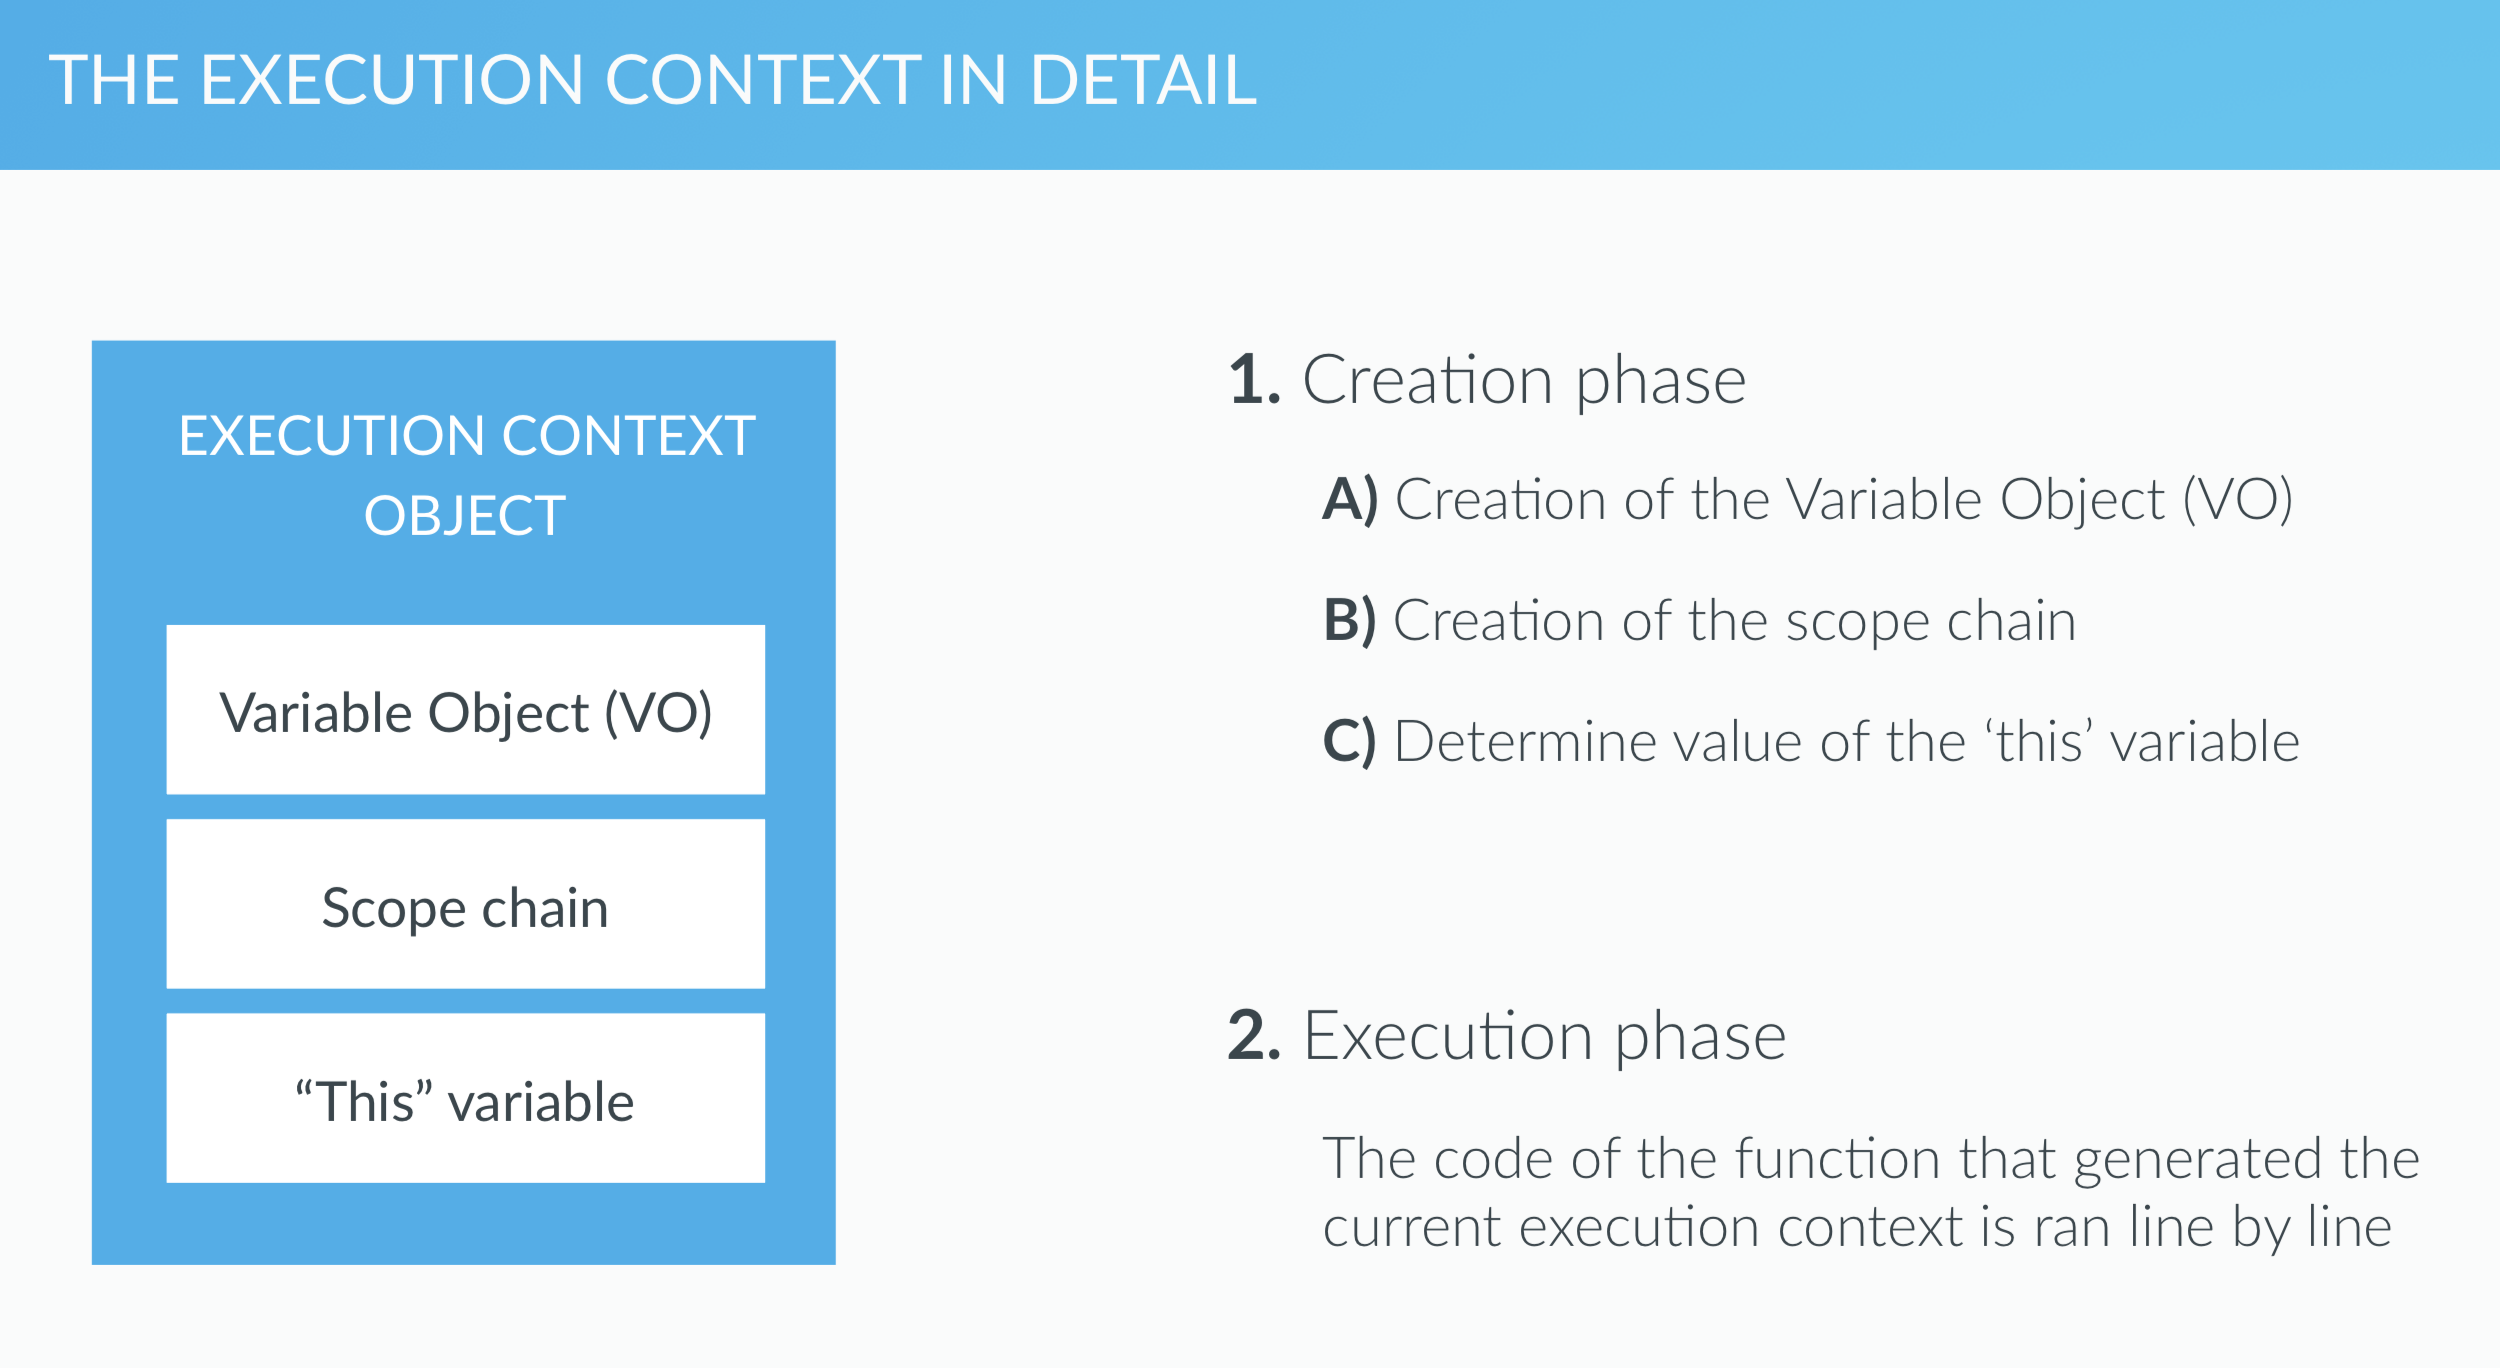 THE EXECUTION CONTEXT IN DETAIL
EXECUTION CONTEXT
OBJECT
Variable Object (VO)
Scope chain
“This” variable
1. Creation phase
A) Creation of the Variable Object (VO)
B) Creation of the scope chain
C) Determine value of the ‘this’ variable
2. Execution phase
The code of the function that generated the
current execution context is ran line by line